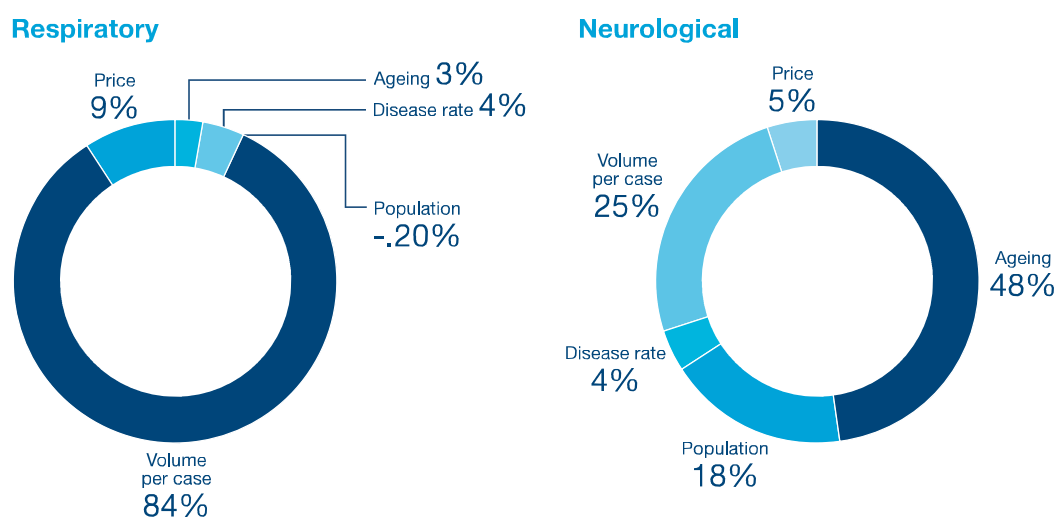 Respiratory
Price
9%
Ageing 3%
Disease rate 4%
Population
-.20%
Volume
per case
84%
Neurological
Price
5%
Volume
per case
25%
Ageing
48%
Disease rate
4%
Population
18%